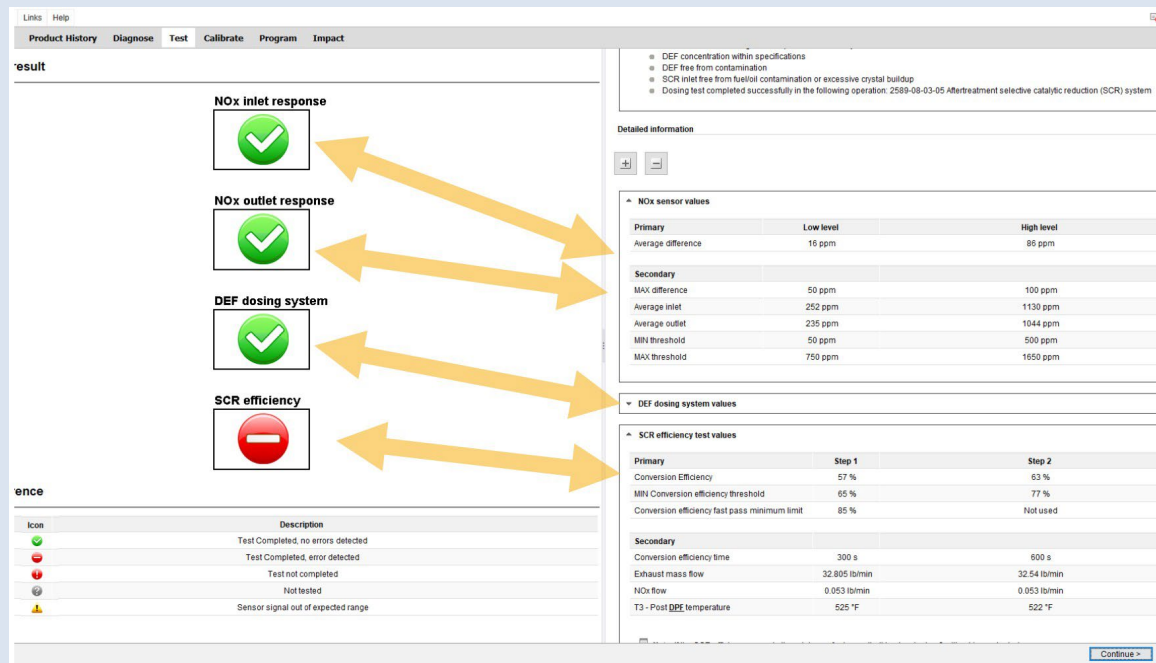 Links Help
Product History Diagnose Test Calibrate Program Impact
result
NOx inlet response
NOx outlet response
DEF dosing system
SCR efficiency
ence
Icon Description
Test Completed, no errors detected
Test Completed, error detected
Test not completed
Not tested
Sensor signal out of expected range
DEF concentration within specifications
DEF free from contamination
SCR inlet free from fuel/oil contamination or excessive crystal buildup
Dosing test completed successfully in the following operation: 2589-08-03-05 Aftertreatment selective catalytic reduction (SCR) system
Detailed information
NOx sensor values
Primary Low level High level
Average difference 16 ppm 86 ppm
Secondary
MAX difference 50 ppm 100 ppm
Average inlet 252 ppm 1130 ppm
Average outlet 235 ppm 1044 ppm
MIN threshold 50 ppm 500 ppm
MAX threshold 750 ppm 1650 ppm
DEF dosing system values
SCR efficiency test values
Primary Step 1 Step 2
Conversion Efficiency 57 % 63 %
MIN Conversion efficiency threshold 65 % 77 %
Conversion efficiency fast pass minimum limit 85 % Not used
Secondary
Conversion efficiency time 300 s 600 s
Exhaust mass flow 32.805 lb/min 32.54 lb/min
NOx flow 0.053 lb/min 0.053 lb/min
T3 - Post DPF temperature 525 °F 522 °F
Continue >